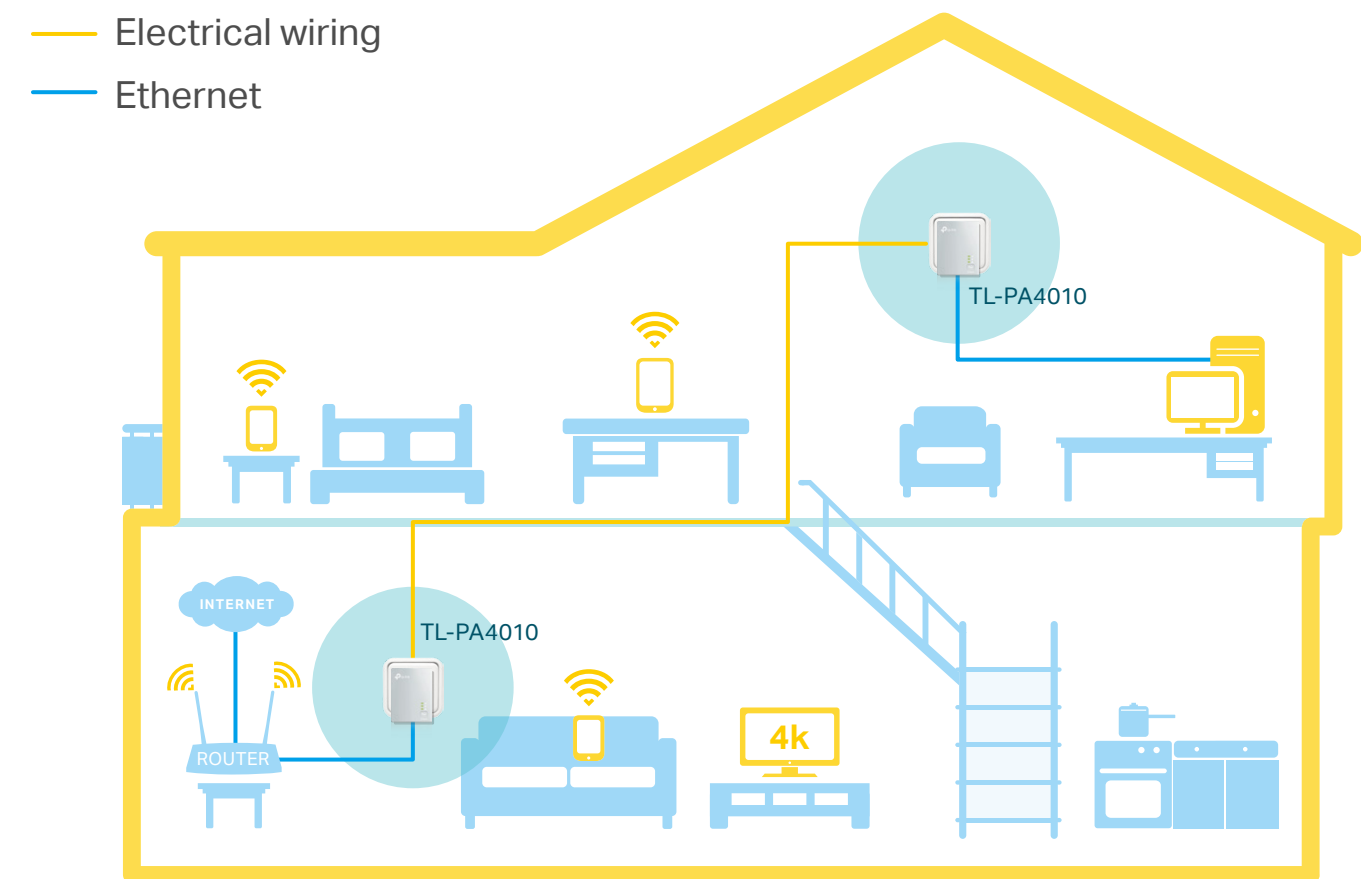 Electrical wiring
Ethernet
TL-PA4010
INTERNET
TL-PA4010
4k
ROUTER